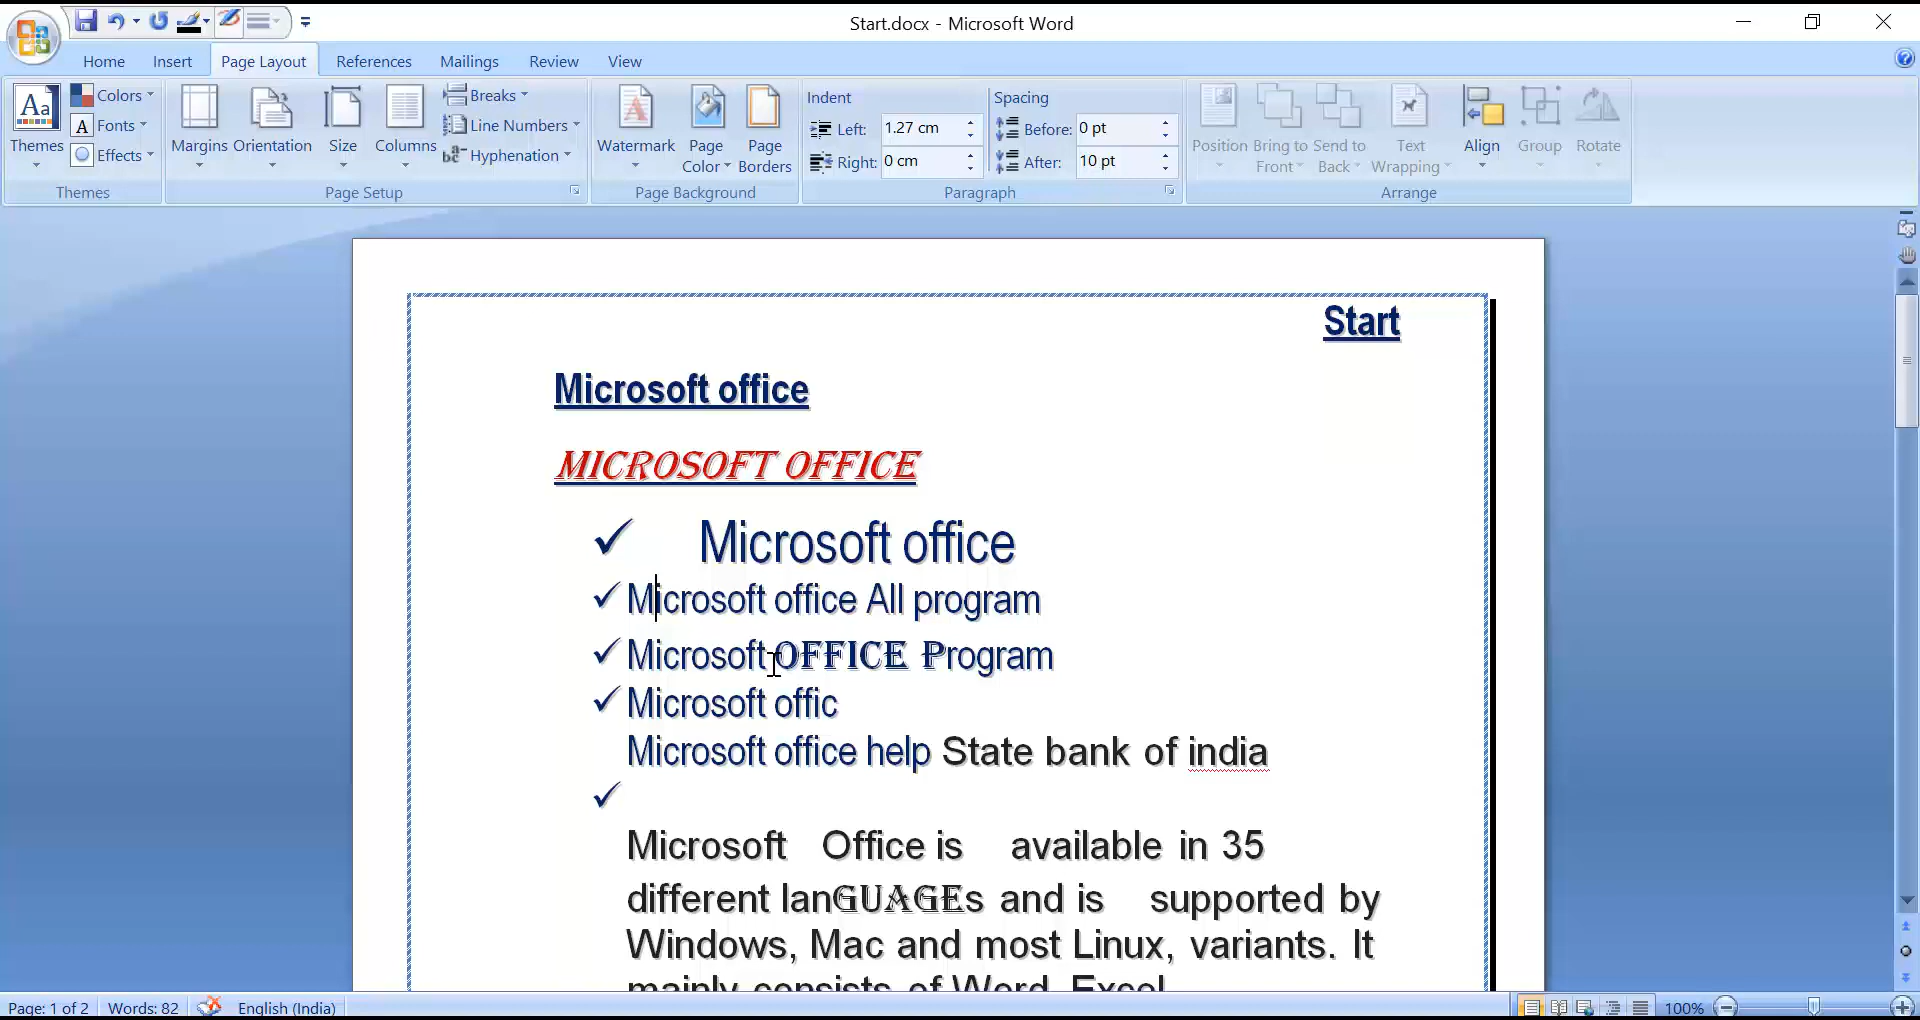 Start.docx - Microsoft Word
Home Insert Page Layout References Mailings Review View
Aa
Themes
Colors
A Fonts
Effects
Themes
Margins Orientation Size Columns
Breaks
Line Numbers
Hyphenation
Page Setup
Watermark Page Color Page Borders
Page Background
Indent
Left: 1.27 cm
Right: 0 cm
Spacing
Before: 0 pt
After: 10 pt
Paragraph
Position Bring to Front Send to Back Text Wrapping Align Group Rotate
Arrange
Start
Microsoft office
MICROSOFT OFFICE
Microsoft office
Microsoft office All program
Microsoft OFFICE Program
Microsoft offic
Microsoft office help State bank of india
Microsoft Office is available in 35
different lanGUAGEs and is supported by
Windows, Mac and most Linux, variants. It
mainly consists of Word, Excel
Page: 1 of 2 Words: 82 English (India) 100%